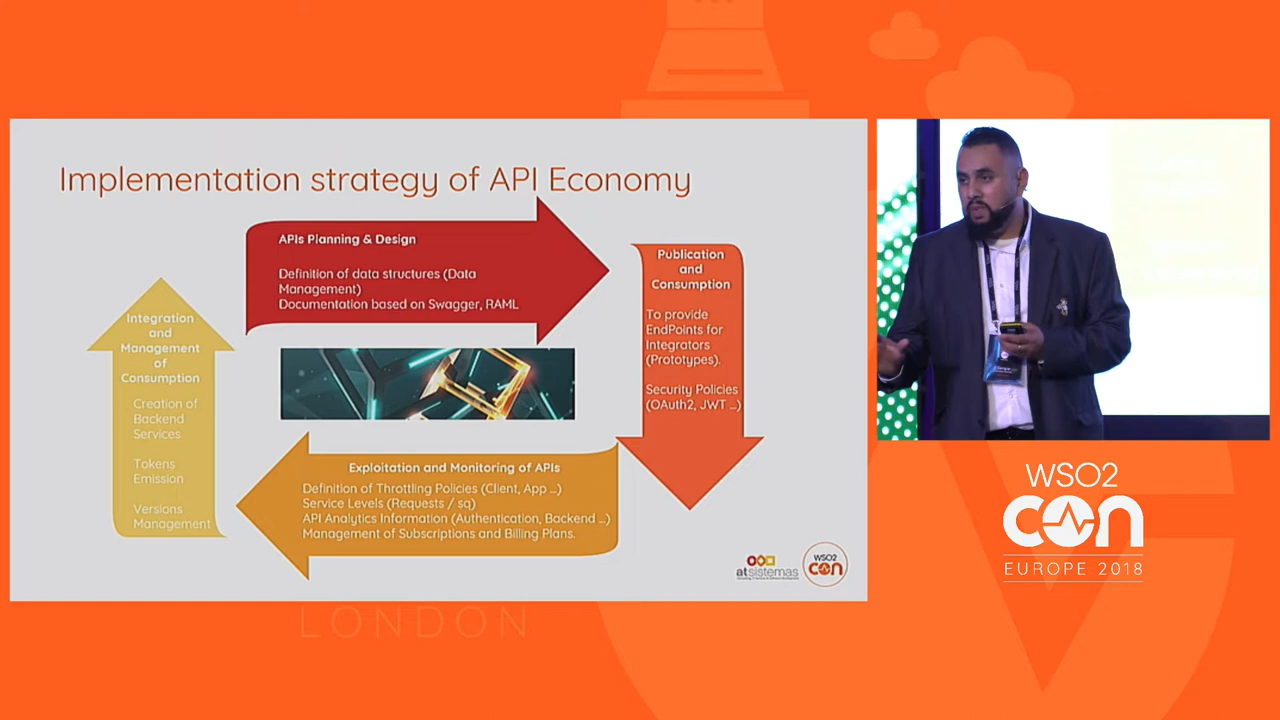 Implementation strategy of API Economy
APIs Planning & Design
Definition of data structures (Data
Management)
Documentation based on Swagger, RAML
Publication
and
Consumption
To provide
EndPoints for
Integrators
(Prototypes).
Security Policies
(OAuth2, JWT ...)
Exploitation and Monitoring of APIs
Definition of Throttling Policies (Client, App ...)
Service Levels (Requests / sq)
API Analytics Information (Authentication, Backend ...)
Management of Subscriptions and Billing Plans.
Integration
and
Management
of
Consumption
Creation of
Backend
Services
Tokens
Emission
Versions
Management
atsistemas
WSO2
CON
WSO2
CON
EUROPE 2018
LONDON